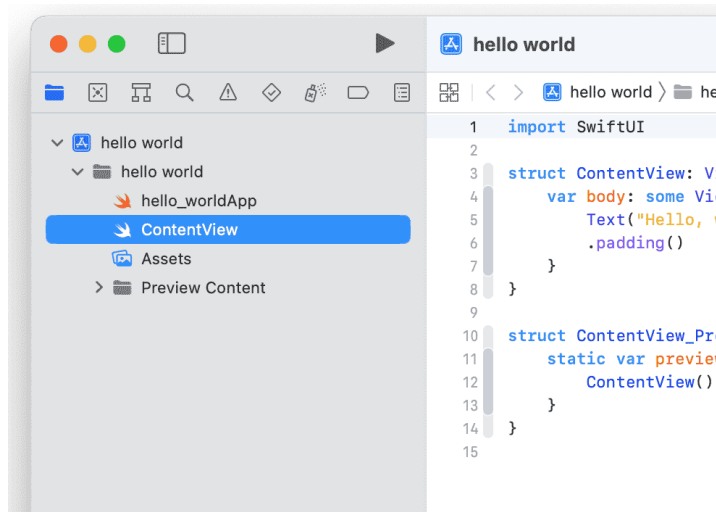 hello world
hello world
hello world
hello_worldApp
ContentView
Assets
Preview Content
hello world
1 import SwiftUI
2
3 struct ContentView: V
4 var body: some Vi
5 Text("Hello,
6 .padding()
7 }
8 }
9
10 struct ContentView_Pr
11 static var preview
12 ContentView()
13 }
14 }
15